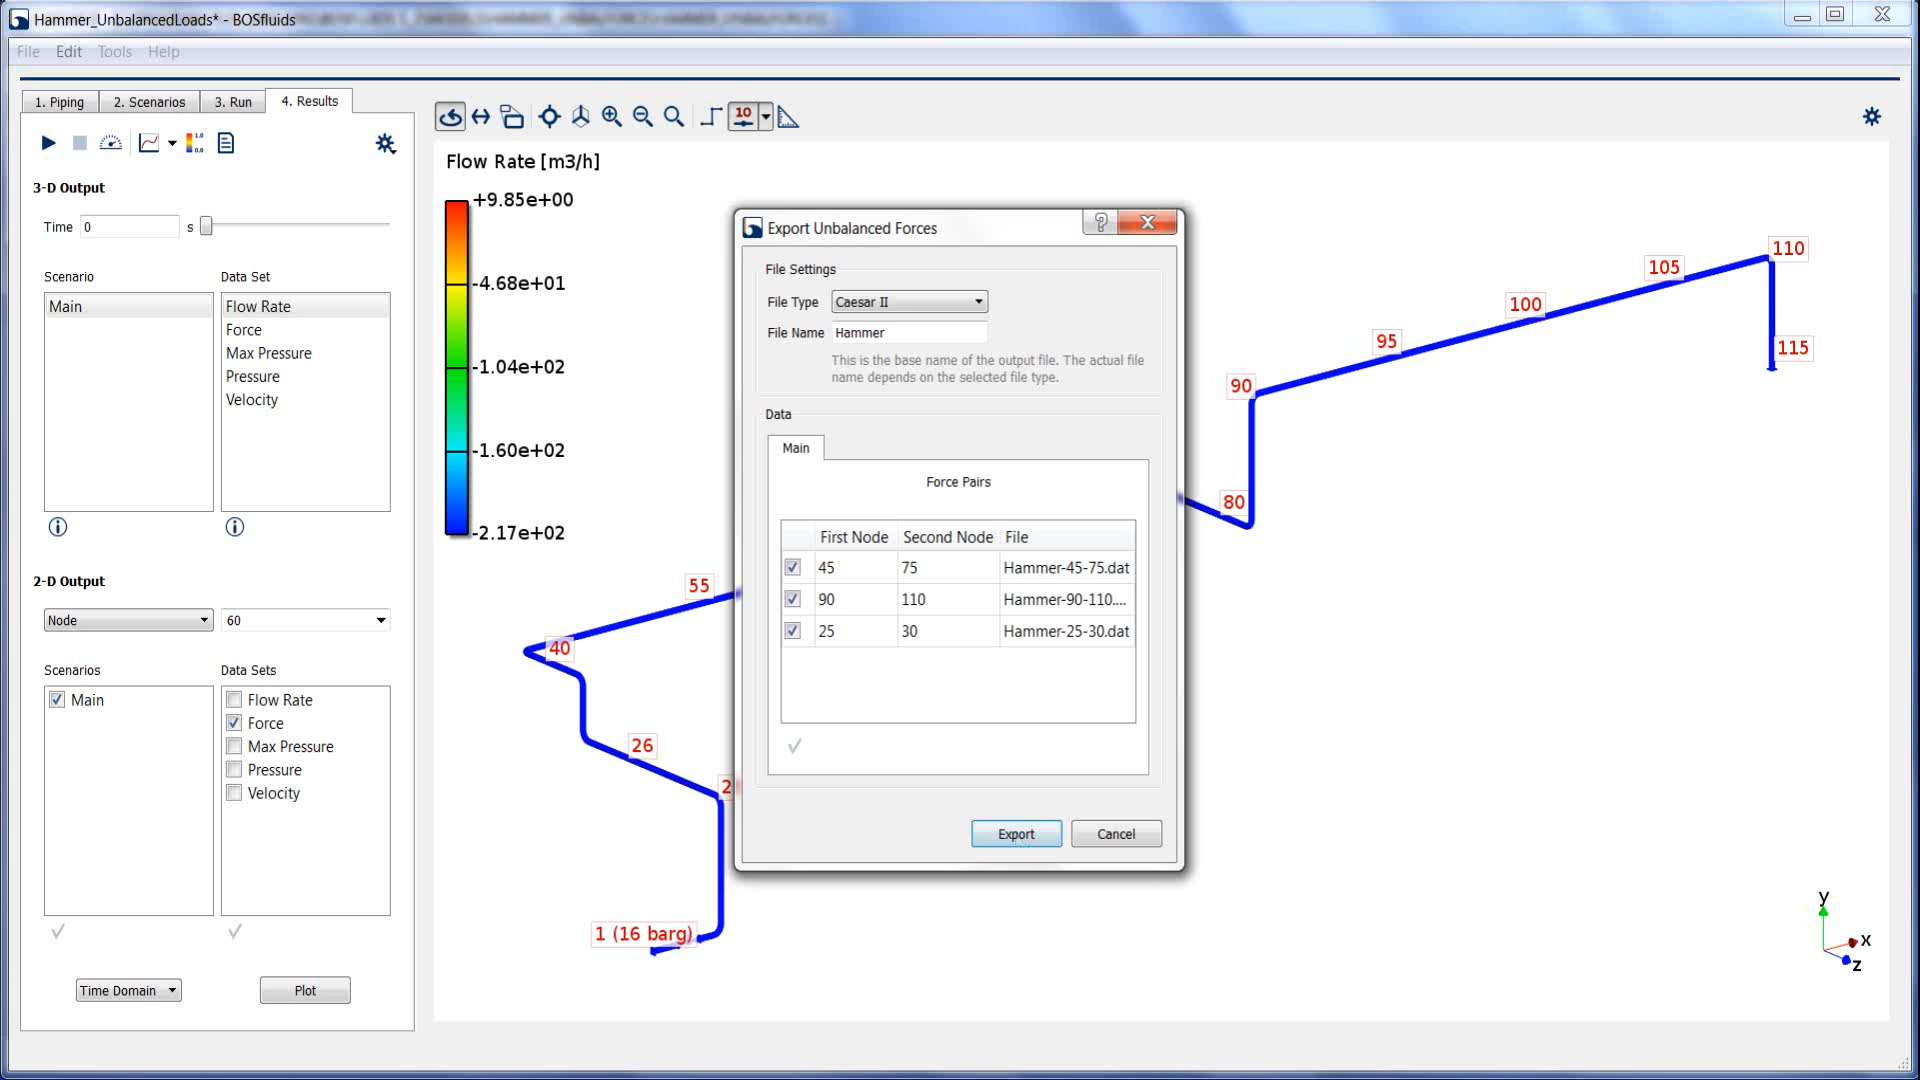 Hammer_UnbalancedLoads* - BOSfluids
File Edit Tools Help
1. Piping 2. Scenarios 3. Run 4. Results
3-D Output
Time 0 s
Scenario Data Set
Main
Flow Rate
Force
Max Pressure
Pressure
Velocity
2-D Output
Node 60
Scenarios Data Sets
Main
Flow Rate
Force
Max Pressure
Pressure
Velocity
Time Domain Plot
10
Flow Rate [m3/h]
+9.85e+00
-4.68e+01
-1.04e+02
-1.60e+02
-2.17e+02
Export Unbalanced Forces
File Settings
File Type Caesar II
File Name Hammer
This is the base name of the output file. The actual file
name depends on the selected file type.
Data
Main
Force Pairs
First Node Second Node File
45 75 Hammer-45-75.dat
90 110 Hammer-90-110....
25 30 Hammer-25-30.dat
Export Cancel
110
105
100
95
115
90
80
55
40
26
2
1 (16 barg)
y
x
z